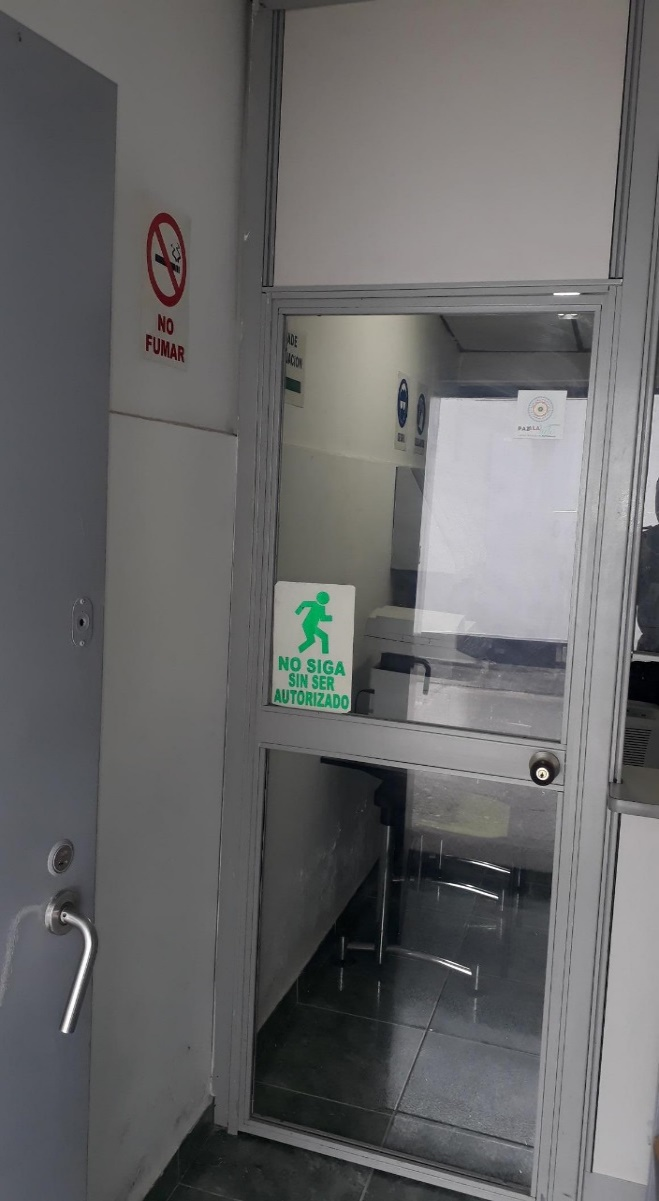 NO
FUMAR
NO SIGA
SIN SER
AUTORIZADO